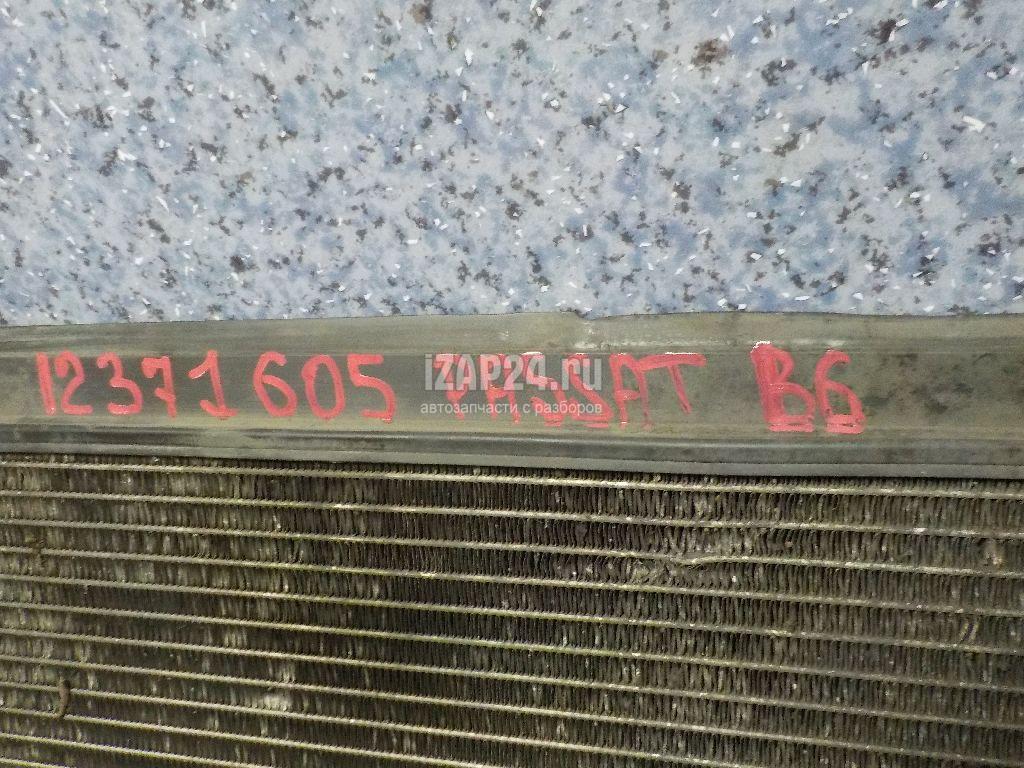 12371605 PASSAT B6
iZAP24.ru
автозапчасти с разборов